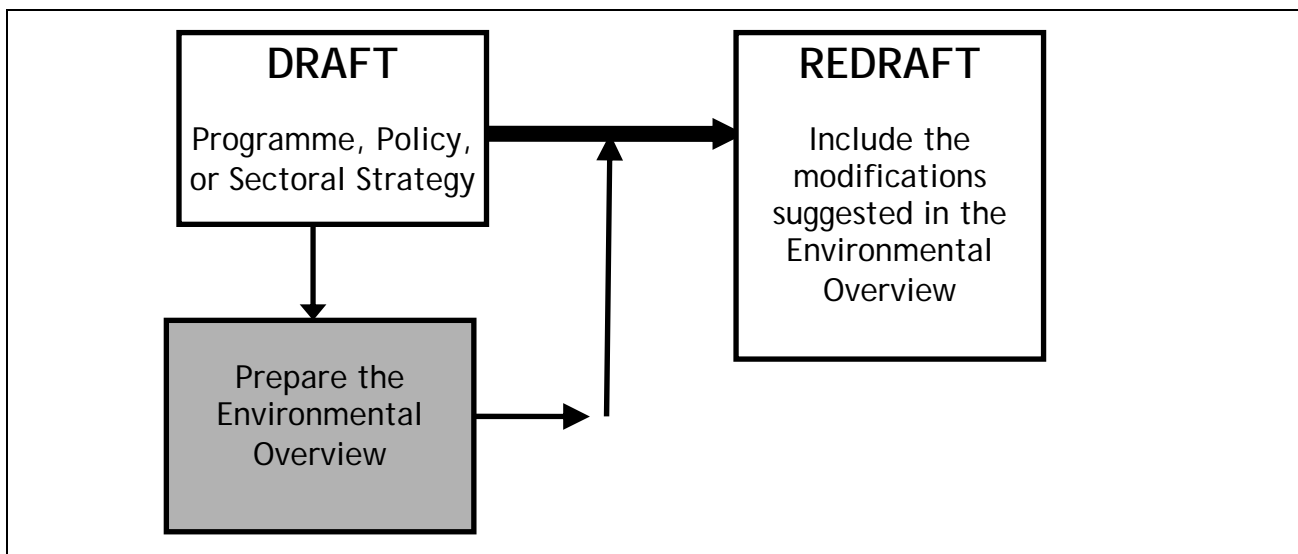 DRAFT
Programme, Policy,
or Sectoral Strategy
REDRAFT
Include the
modifications
suggested in the
Environmental
Overview
Prepare the
Environmental
Overview